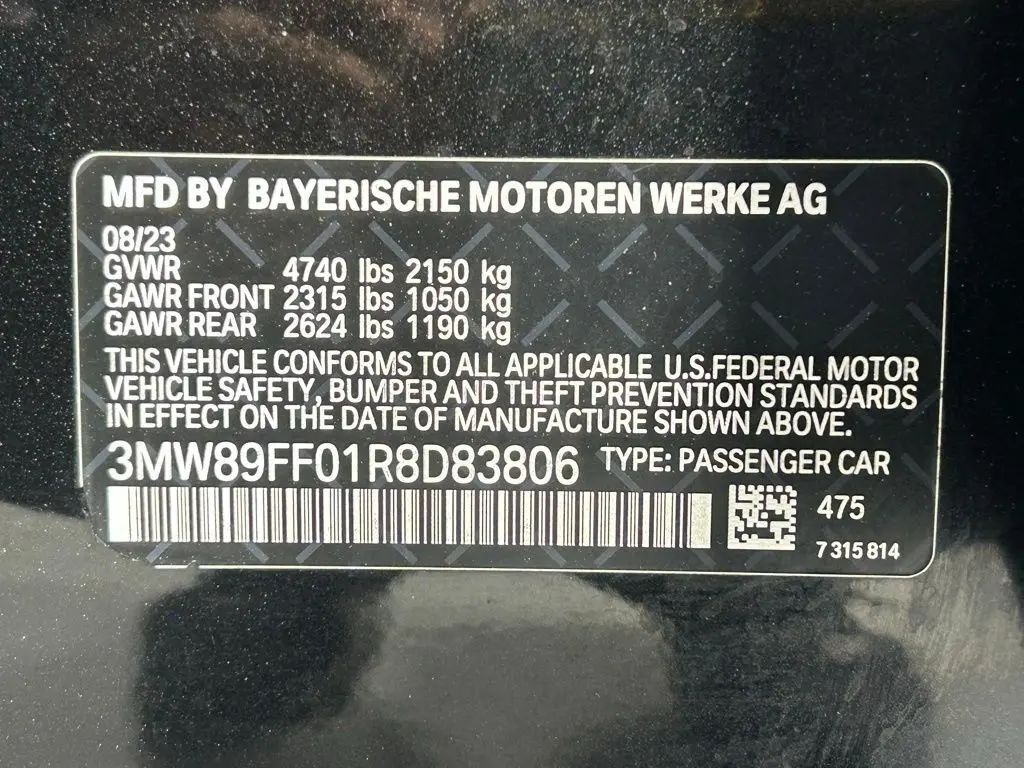 MFD BY BAYERISCHE MOTOREN WERKE AG
08/23
GVWR 4740 lbs 2150 kg
GAWR FRONT 2315 lbs 1050 kg
GAWR REAR 2624 lbs 1190 kg
THIS VEHICLE CONFORMS TO ALL APPLICABLE U.S.FEDERAL MOTOR
VEHICLE SAFETY, BUMPER AND THEFT PREVENTION STANDARDS
IN EFFECT ON THE DATE OF MANUFACTURE SHOWN ABOVE.
3MW89FF01R8D83806 TYPE: PASSENGER CAR
475
7 315 814